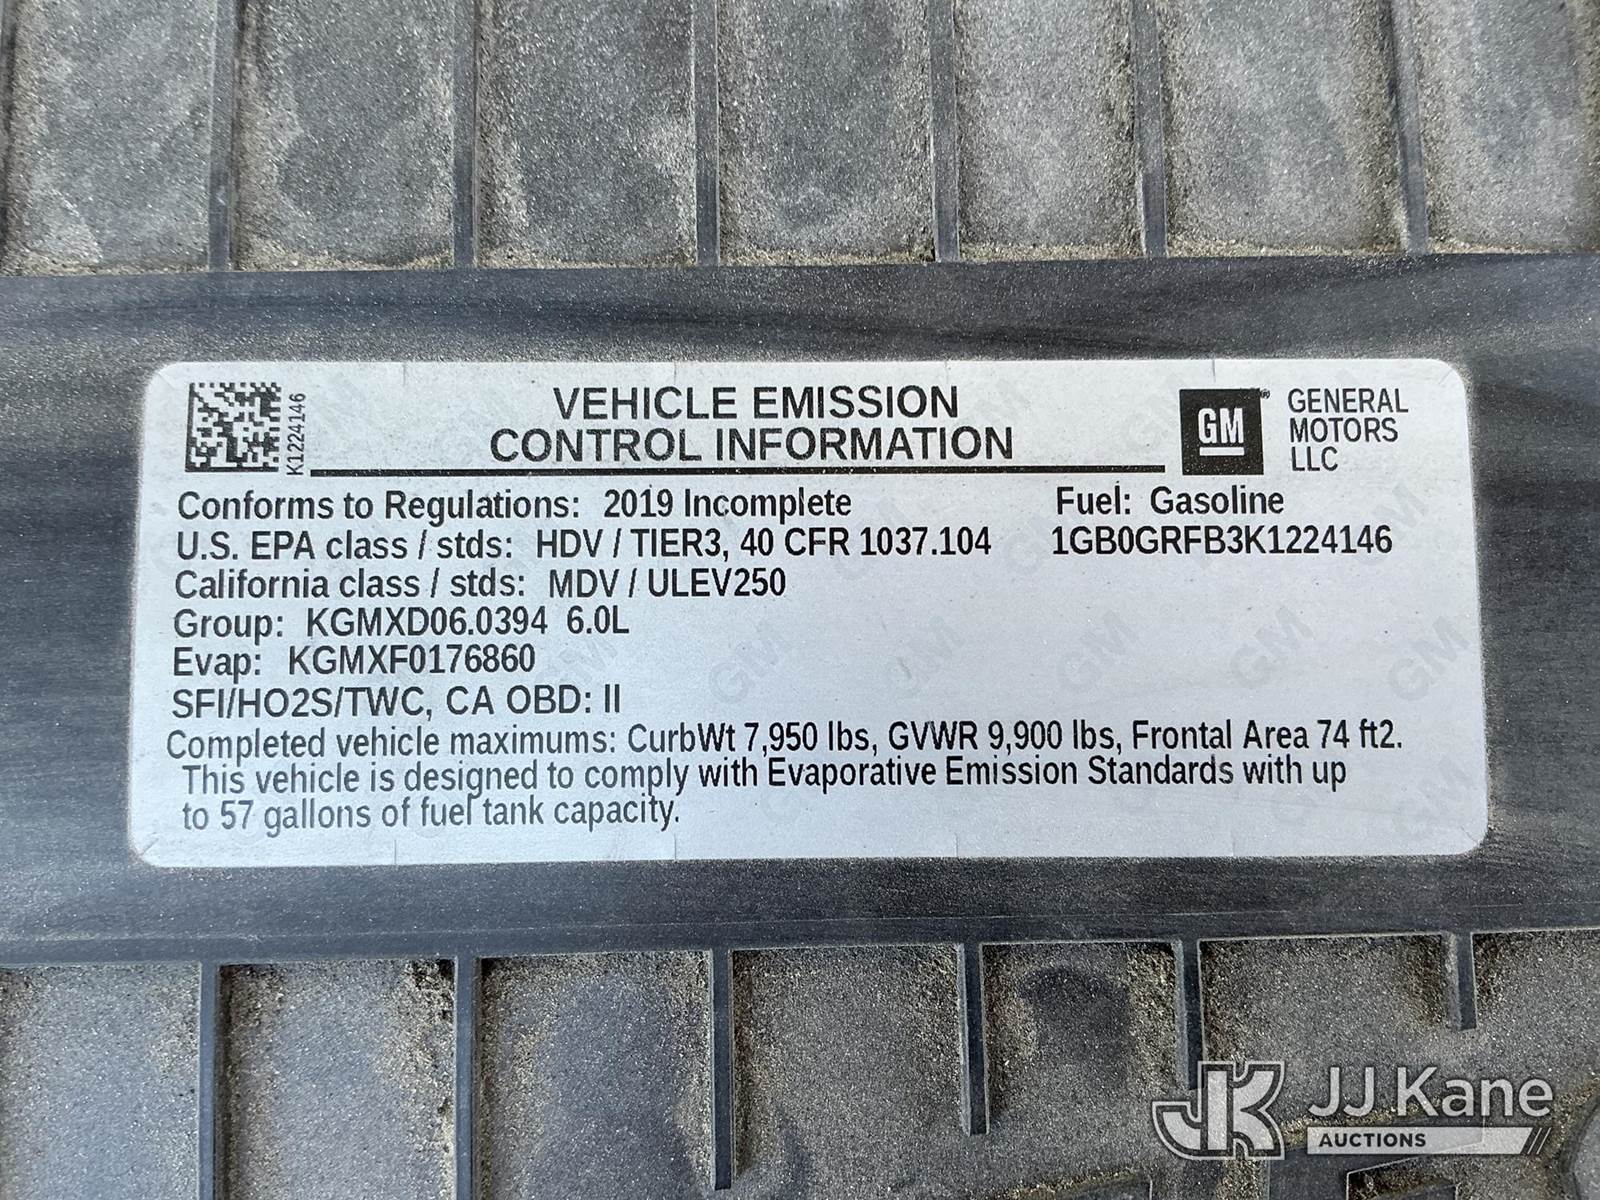 K1224146
VEHICLE EMISSION
CONTROL INFORMATION
GM®
GENERAL
MOTORS
LLC
Conforms to Regulations: 2019 Incomplete
Fuel: Gasoline
U.S. EPA class / stds: HDV / TIER3, 40 CFR 1037.104
1GB0GRFB3K1224146
California class / stds: MDV / ULEV250
Group: KGMXD06.0394 6.0L
Evap: KGMXF0176860
SFI/HO2S/TWC, CA OBD: II
Completed vehicle maximums: CurbWt 7,950 lbs, GVWR 9,900 lbs, Frontal Area 74 ft2.
This vehicle is designed to comply with Evaporative Emission Standards with up
to 57 gallons of fuel tank capacity.
JK JJ Kane
AUCTIONS